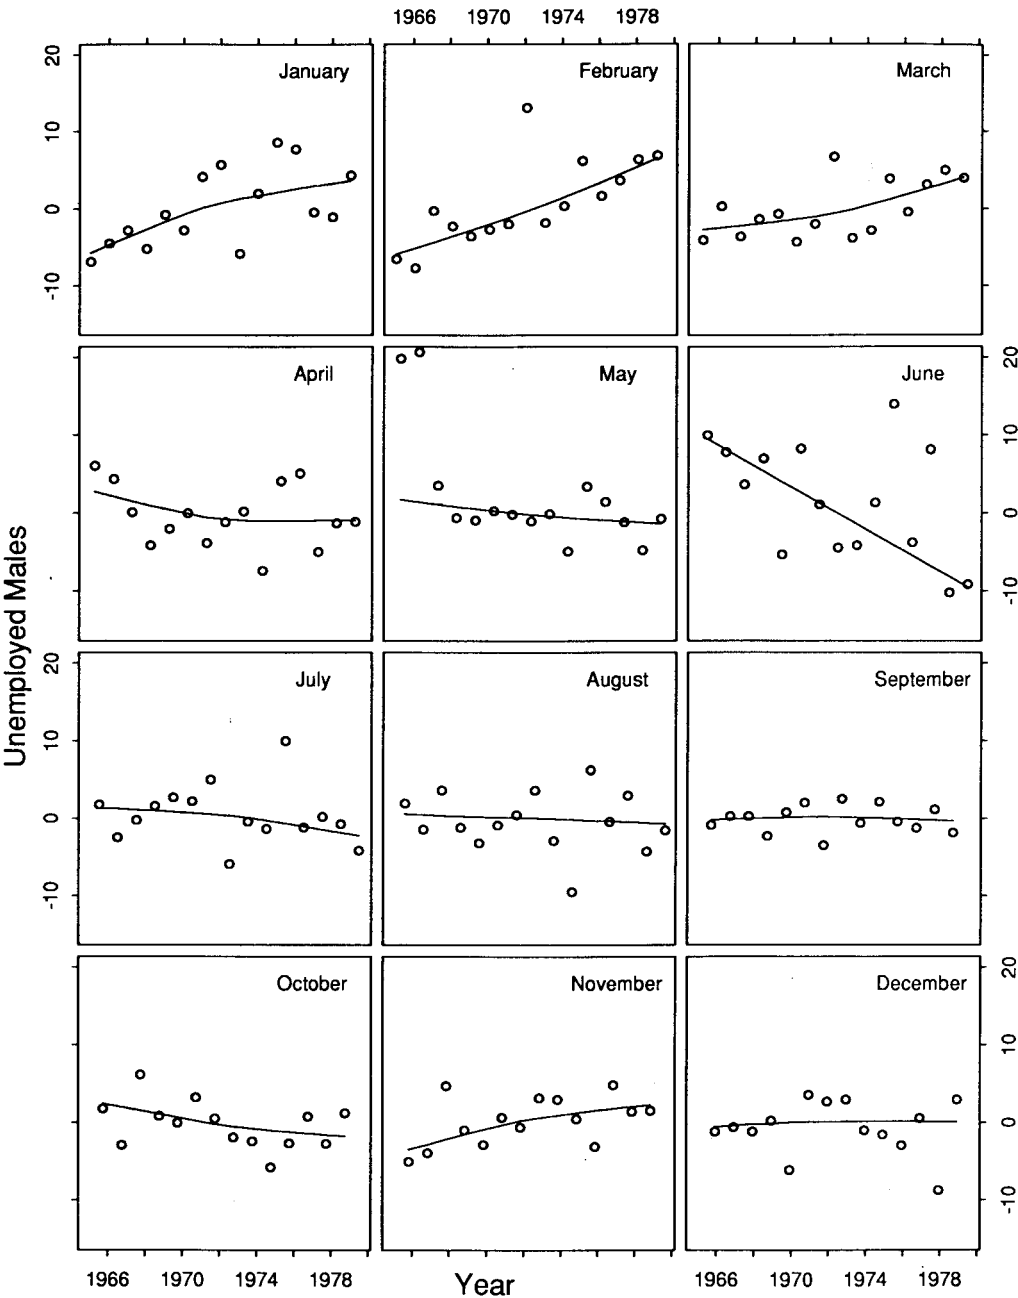 1966 1970 1974 1978
January
February
March
20
10
0
-10
April
May
June
20
10
0
-10
Unemployed Males
July
August
September
20
10
0
-10
October
November
December
20
10
0
-10
1966 1970 1974 1978
Year
1966 1970 1974 1978